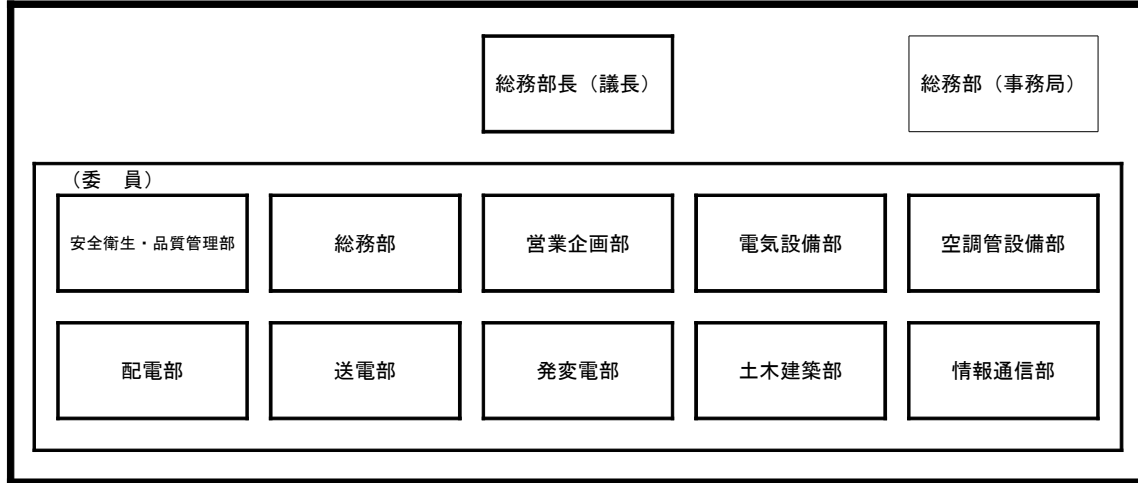 総務部長（議長）
総務部（事務局）
（委　員）
安全衛生・品質管理部
総務部
営業企画部
電気設備部
空調管設備部
配電部
送電部
発変電部
土木建築部
情報通信部